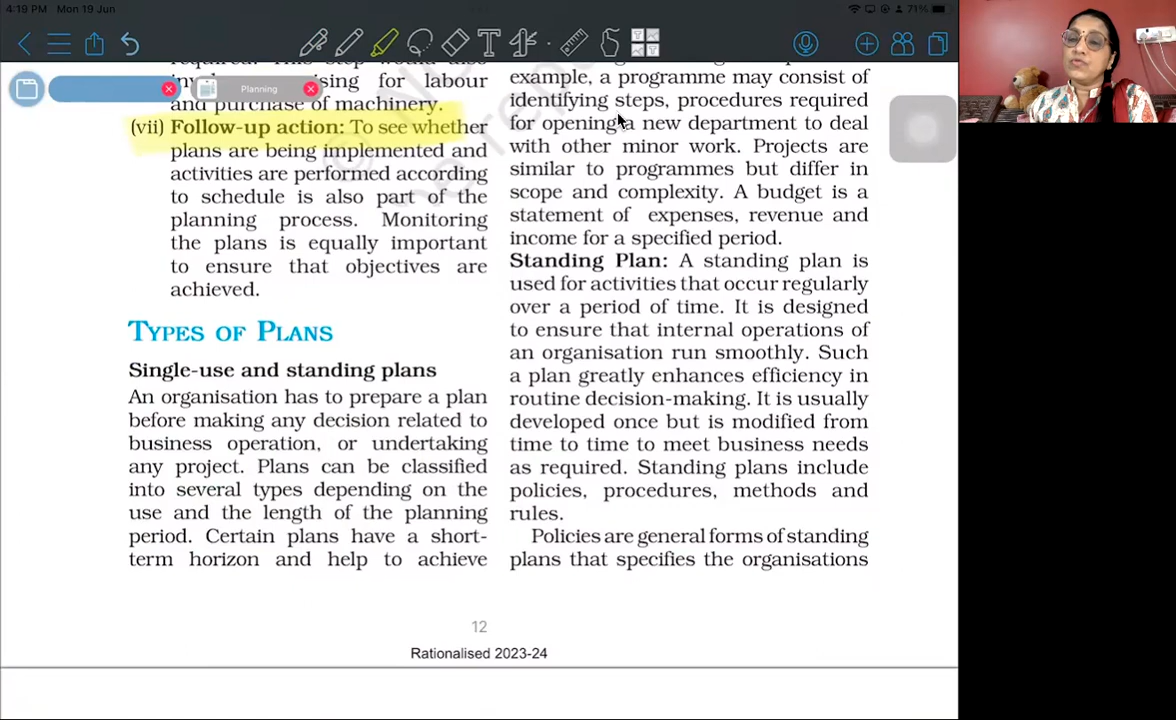 4:19 PM Mon 19 Jun
71%
Planning
for labour
and purchase of machinery.
(vii) Follow-up action: To see whether
plans are being implemented and
activities are performed according
to schedule is also part of the
planning process. Monitoring
the plans is equally important
to ensure that objectives are
achieved.
TYPES OF PLANS
Single-use and standing plans
An organisation has to prepare a plan
before making any decision related to
business operation, or undertaking
any project. Plans can be classified
into several types depending on the
use and the length of the planning
period. Certain plans have a short-
term horizon and help to achieve
example, a programme may consist of
identifying steps, procedures required
for opening a new department to deal
with other minor work. Projects are
similar to programmes but differ in
scope and complexity. A budget is a
statement of expenses, revenue and
income for a specified period.
Standing Plan: A standing plan is
used for activities that occur regularly
over a period of time. It is designed
to ensure that internal operations of
an organisation run smoothly. Such
a plan greatly enhances efficiency in
routine decision-making. It is usually
developed once but is modified from
time to time to meet business needs
as required. Standing plans include
policies, procedures, methods and
rules.
Policies are general forms of standing
plans that specifies the organisations
12
Rationalised 2023-24